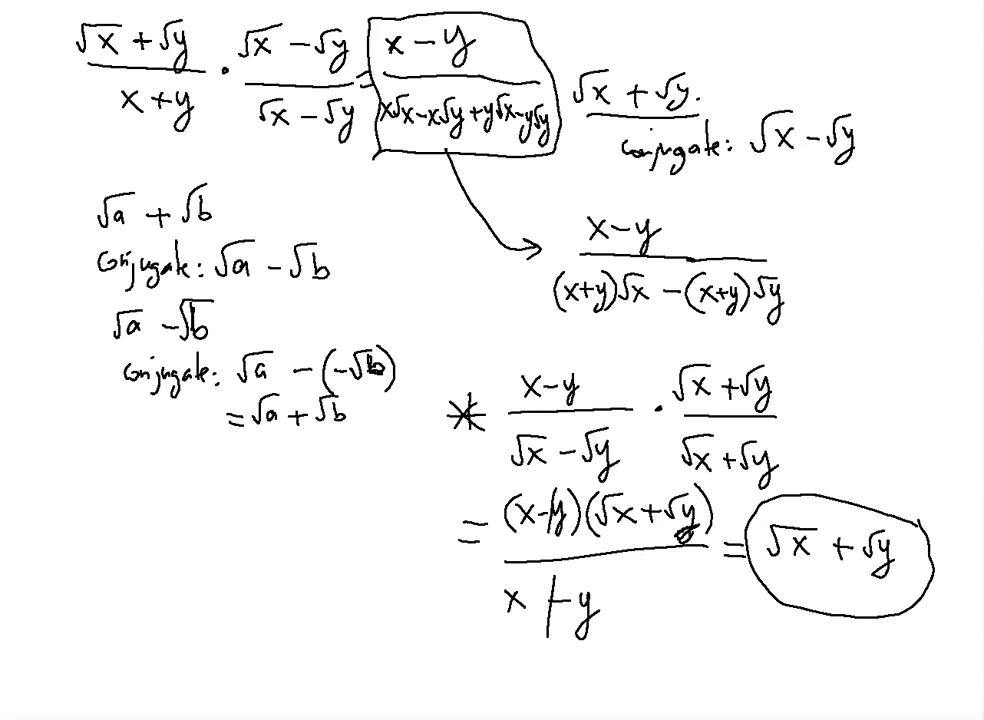 (√x + √y)/(x + y) · (√x − √y)/(√x − √y) = (x − y)/(x√x − x√y + y√x − y√y)
√x + √y.
conjugate: √x − √y
(x − y)/((x+y)√x − (x+y)√y)
√a + √b
conjugate: √a − √b
√a − √b
conjugate: √a − (−√b)
= √a + √b
* (x − y)/(√x − √y) · (√x + √y)/(√x + √y)
= (x − y)(√x + √y)/(x − y) = √x + √y